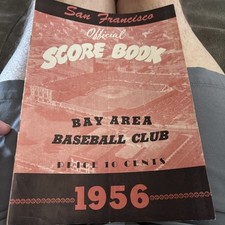 San Francisco
Official
SCORE BOOK
BAY AREA
BASEBALL CLUB
PRICE 10 CENTS
1956